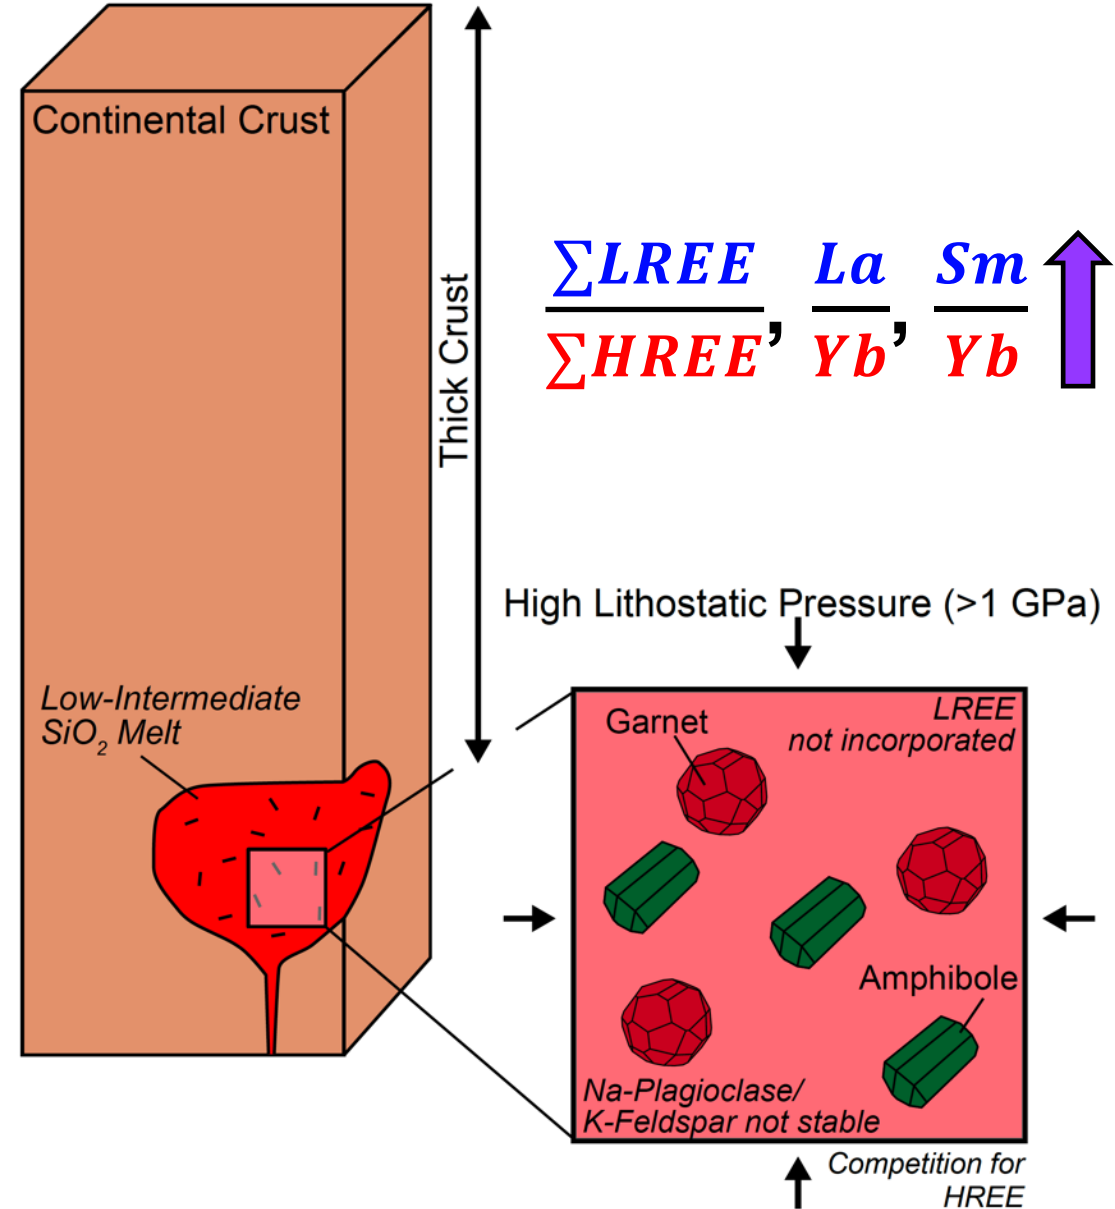 Continental Crust
Thick Crust
∑LREE/∑HREE, La/Yb, Sm/Yb
Low-Intermediate
SiO₂ Melt
High Lithostatic Pressure (>1 GPa)
Garnet
LREE
not incorporated
Amphibole
Na-Plagioclase/
K-Feldspar not stable
Competition for
HREE